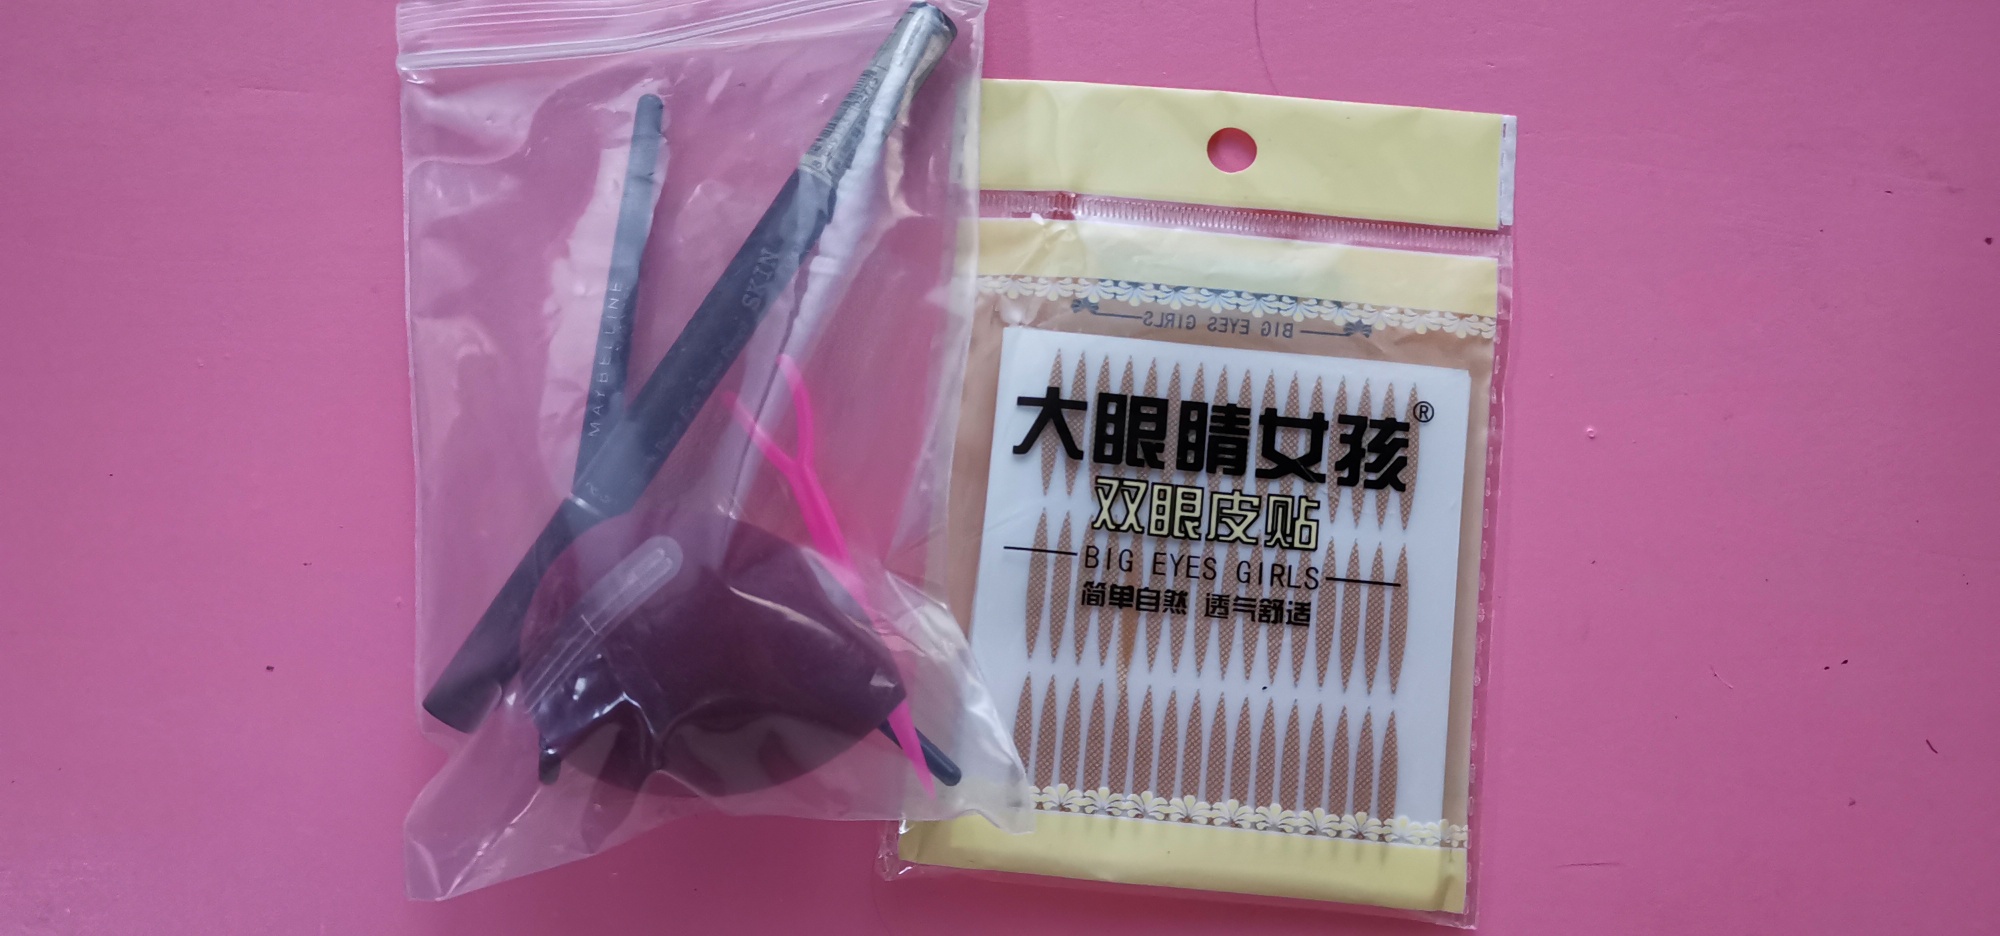 MAYBELLINE
SKIN
BIG EYES GIRLS
大眼睛女孩®
双眼皮贴
BIG EYES GIRLS
简单自然 透气舒适